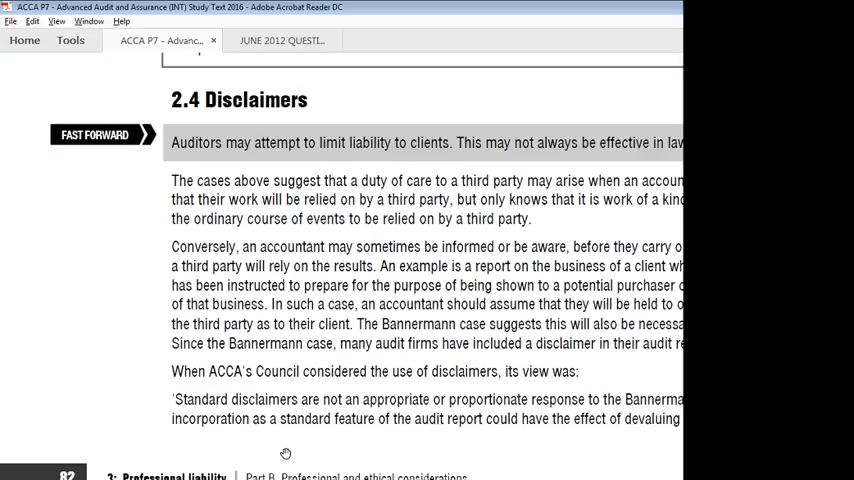 ACCA P7 - Advanced Audit and Assurance (INT) Study Text 2016 - Adobe Acrobat Reader DC
File Edit View Window Help
Home Tools ACCA P7 - Advanc... × JUNE 2012 QUESTI...
2.4 Disclaimers
FAST FORWARD
Auditors may attempt to limit liability to clients. This may not always be effective in law
The cases above suggest that a duty of care to a third party may arise when an accoun
that their work will be relied on by a third party, but only knows that it is work of a kind
the ordinary course of events to be relied on by a third party.
Conversely, an accountant may sometimes be informed or be aware, before they carry o
a third party will rely on the results. An example is a report on the business of a client wh
has been instructed to prepare for the purpose of being shown to a potential purchaser o
of that business. In such a case, an accountant should assume that they will be held to o
the third party as to their client. The Bannermann case suggests this will also be necessa
Since the Bannermann case, many audit firms have included a disclaimer in their audit re
When ACCA's Council considered the use of disclaimers, its view was:
'Standard disclaimers are not an appropriate or proportionate response to the Bannerma
incorporation as a standard feature of the audit report could have the effect of devaluing
82 3: Professional liability | Part B Professional and ethical considerations